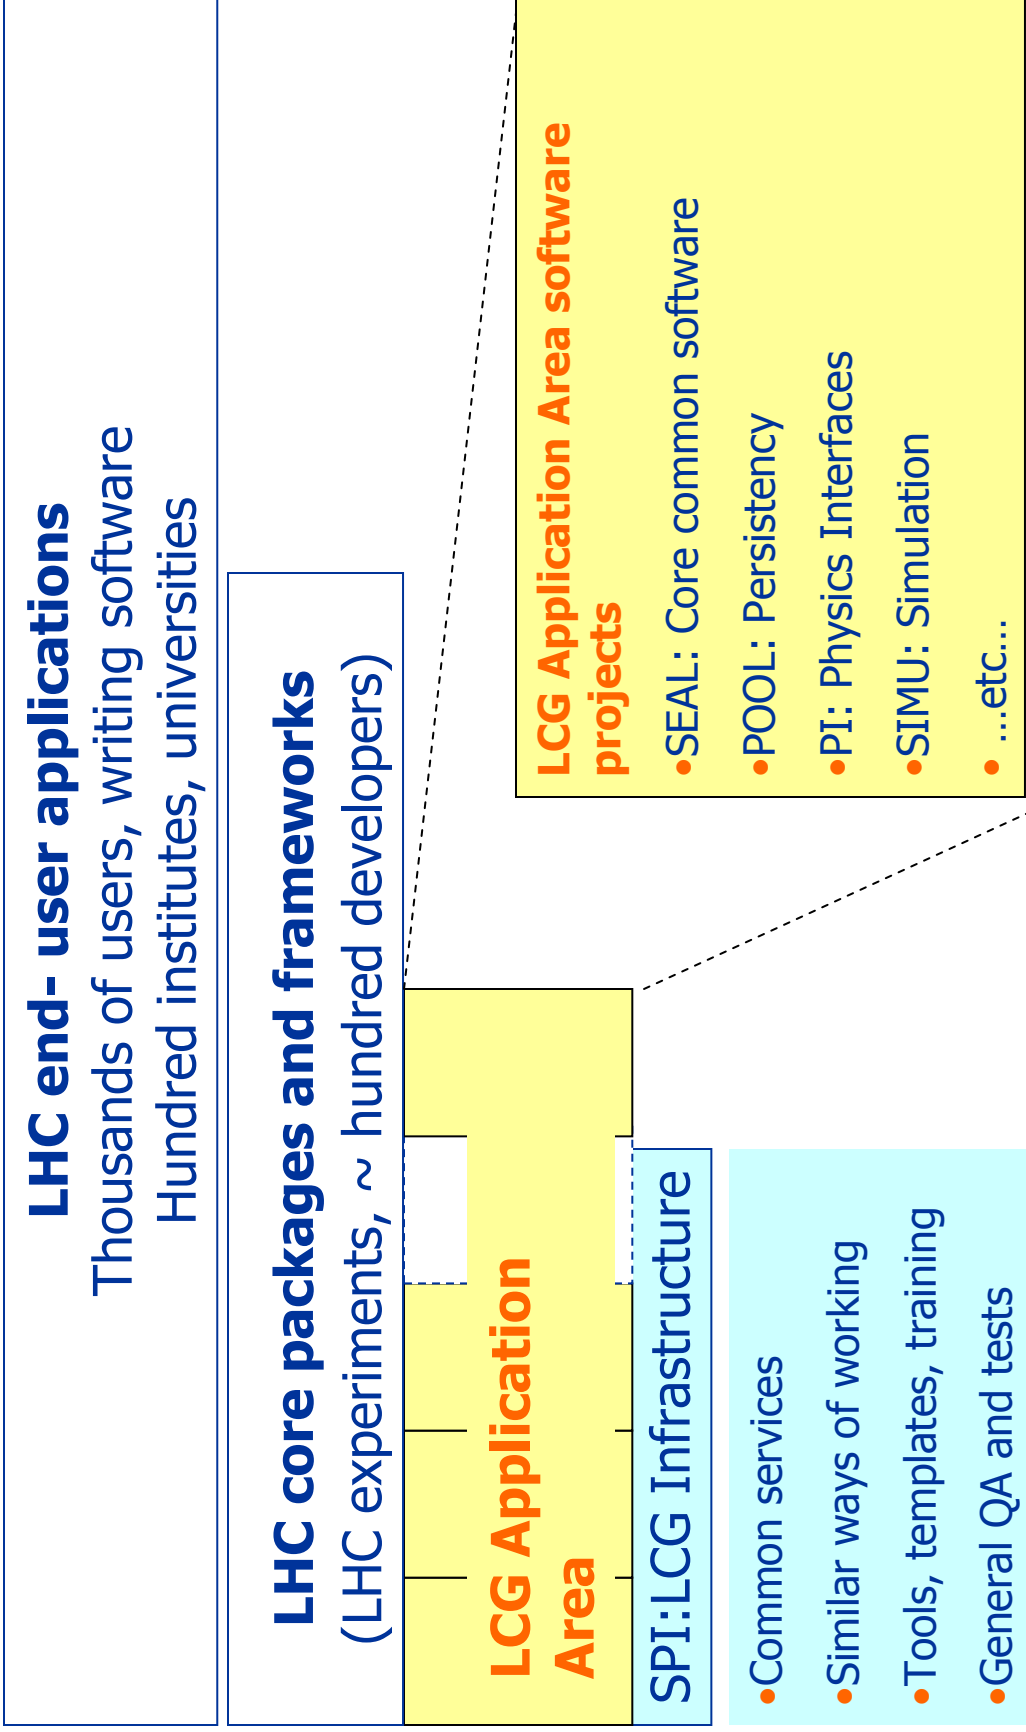 LHC end- user applications
Thousands of users, writing software
Hundred institutes, universities
LHC core packages and frameworks
(LHC experiments, ~ hundred developers)
LCG Application
Area
SPI:LCG Infrastructure
•Common services
•Similar ways of working
•Tools, templates, training
•General QA and tests
LCG Application Area software
projects
•SEAL: Core common software
•POOL: Persistency
•PI: Physics Interfaces
•SIMU: Simulation
• …etc…